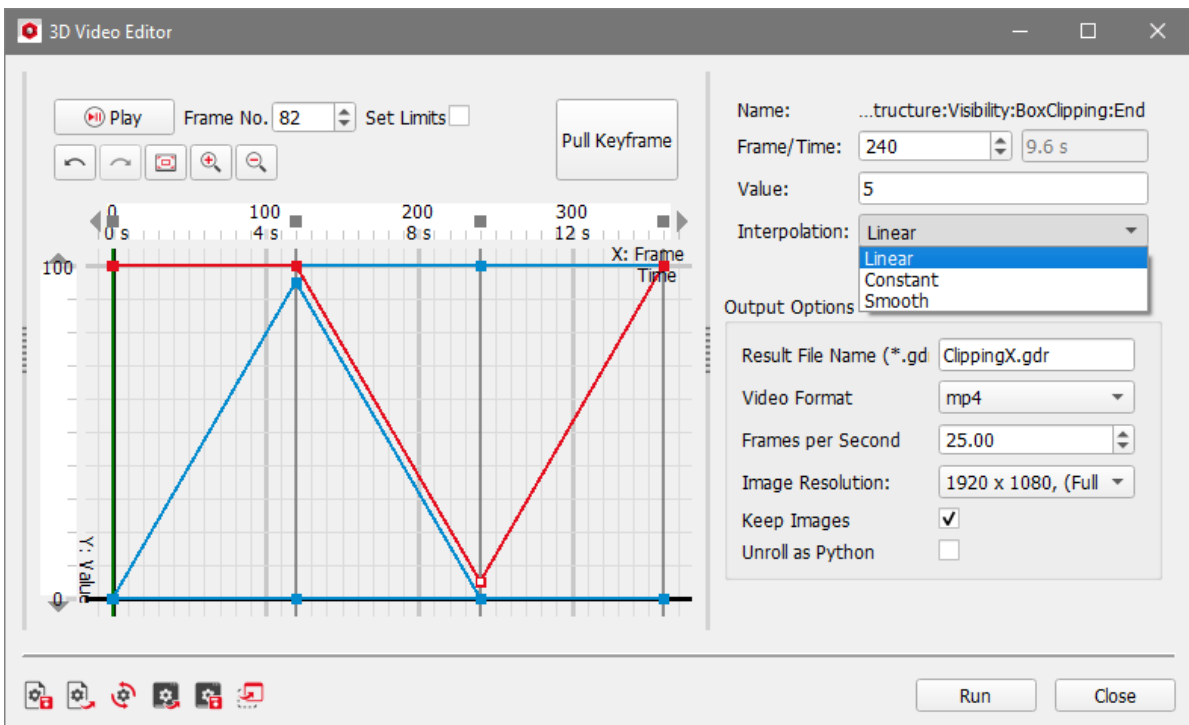 3D Video Editor
Play
Frame No. 82
Set Limits
Pull Keyframe
0 100 200 300
0 s 4 s 8 s 12 s
X: Frame
Time
100
Y: Value
0
Name: ...tructure:Visibility:BoxClipping:End
Frame/Time: 240 9.6 s
Value: 5
Interpolation: Linear
Linear
Constant
Smooth
Output Options
Result File Name (*.gd ClippingX.gdr
Video Format mp4
Frames per Second 25.00
Image Resolution: 1920 x 1080, (Full
Keep Images
Unroll as Python
Run
Close